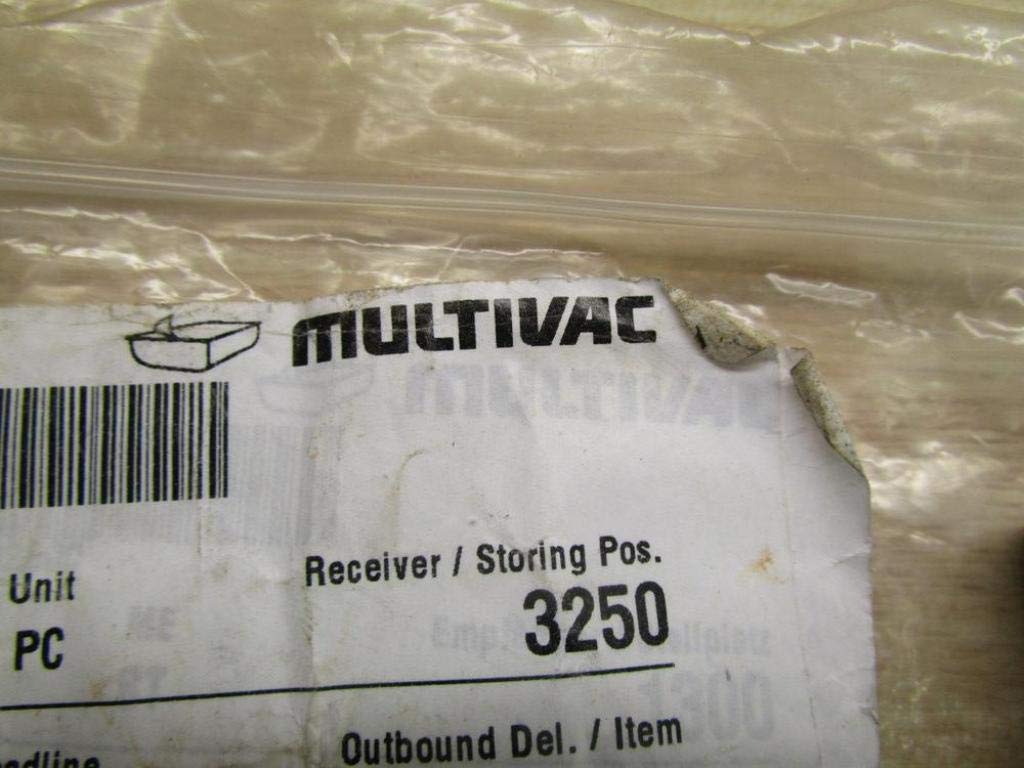 MULTIVAC
Unit
Receiver / Storing Pos.
PC
3250
Outbound Del. / Item